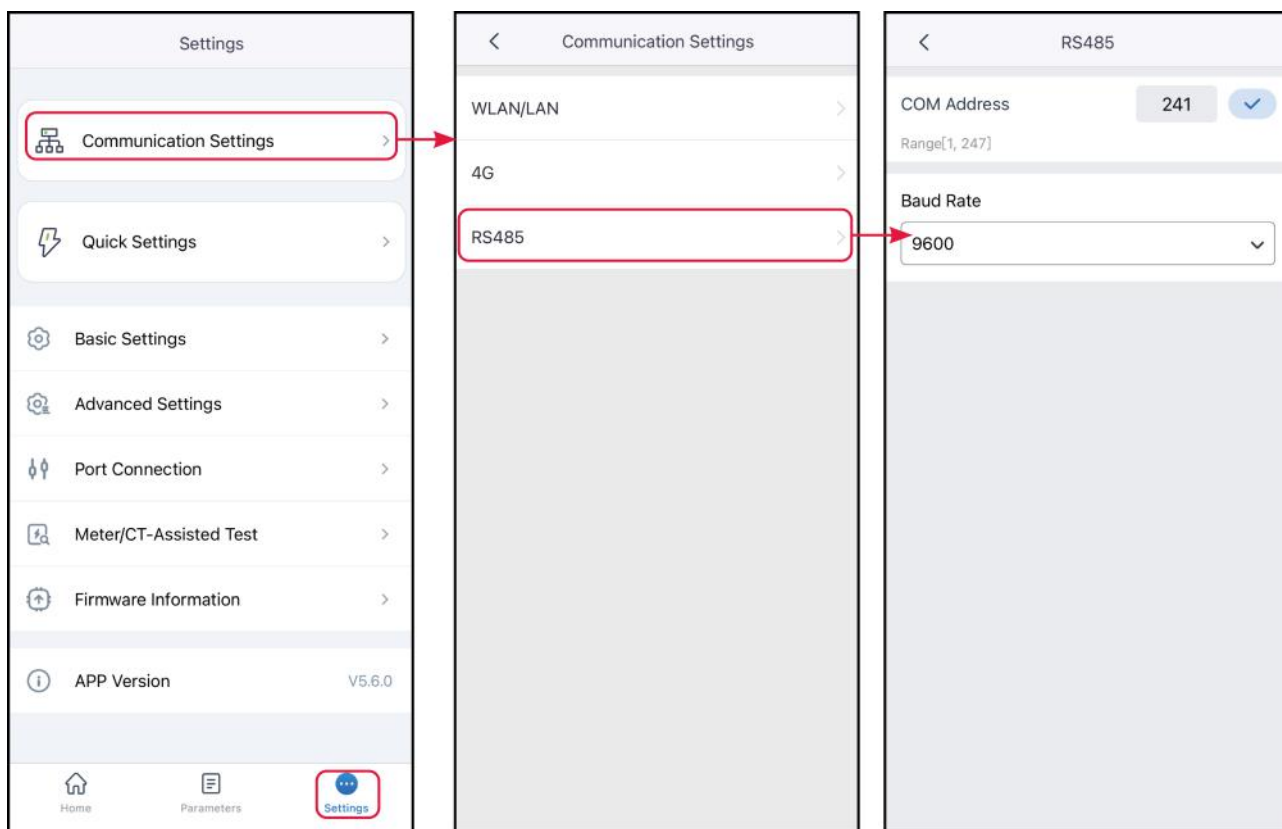 Settings
Communication Settings
Quick Settings
Basic Settings
Advanced Settings
Port Connection
Meter/CT-Assisted Test
Firmware Information
APP Version V5.6.0
Home Parameters Settings
Communication Settings
WLAN/LAN
4G
RS485
RS485
COM Address 241
Range[1, 247]
Baud Rate
9600